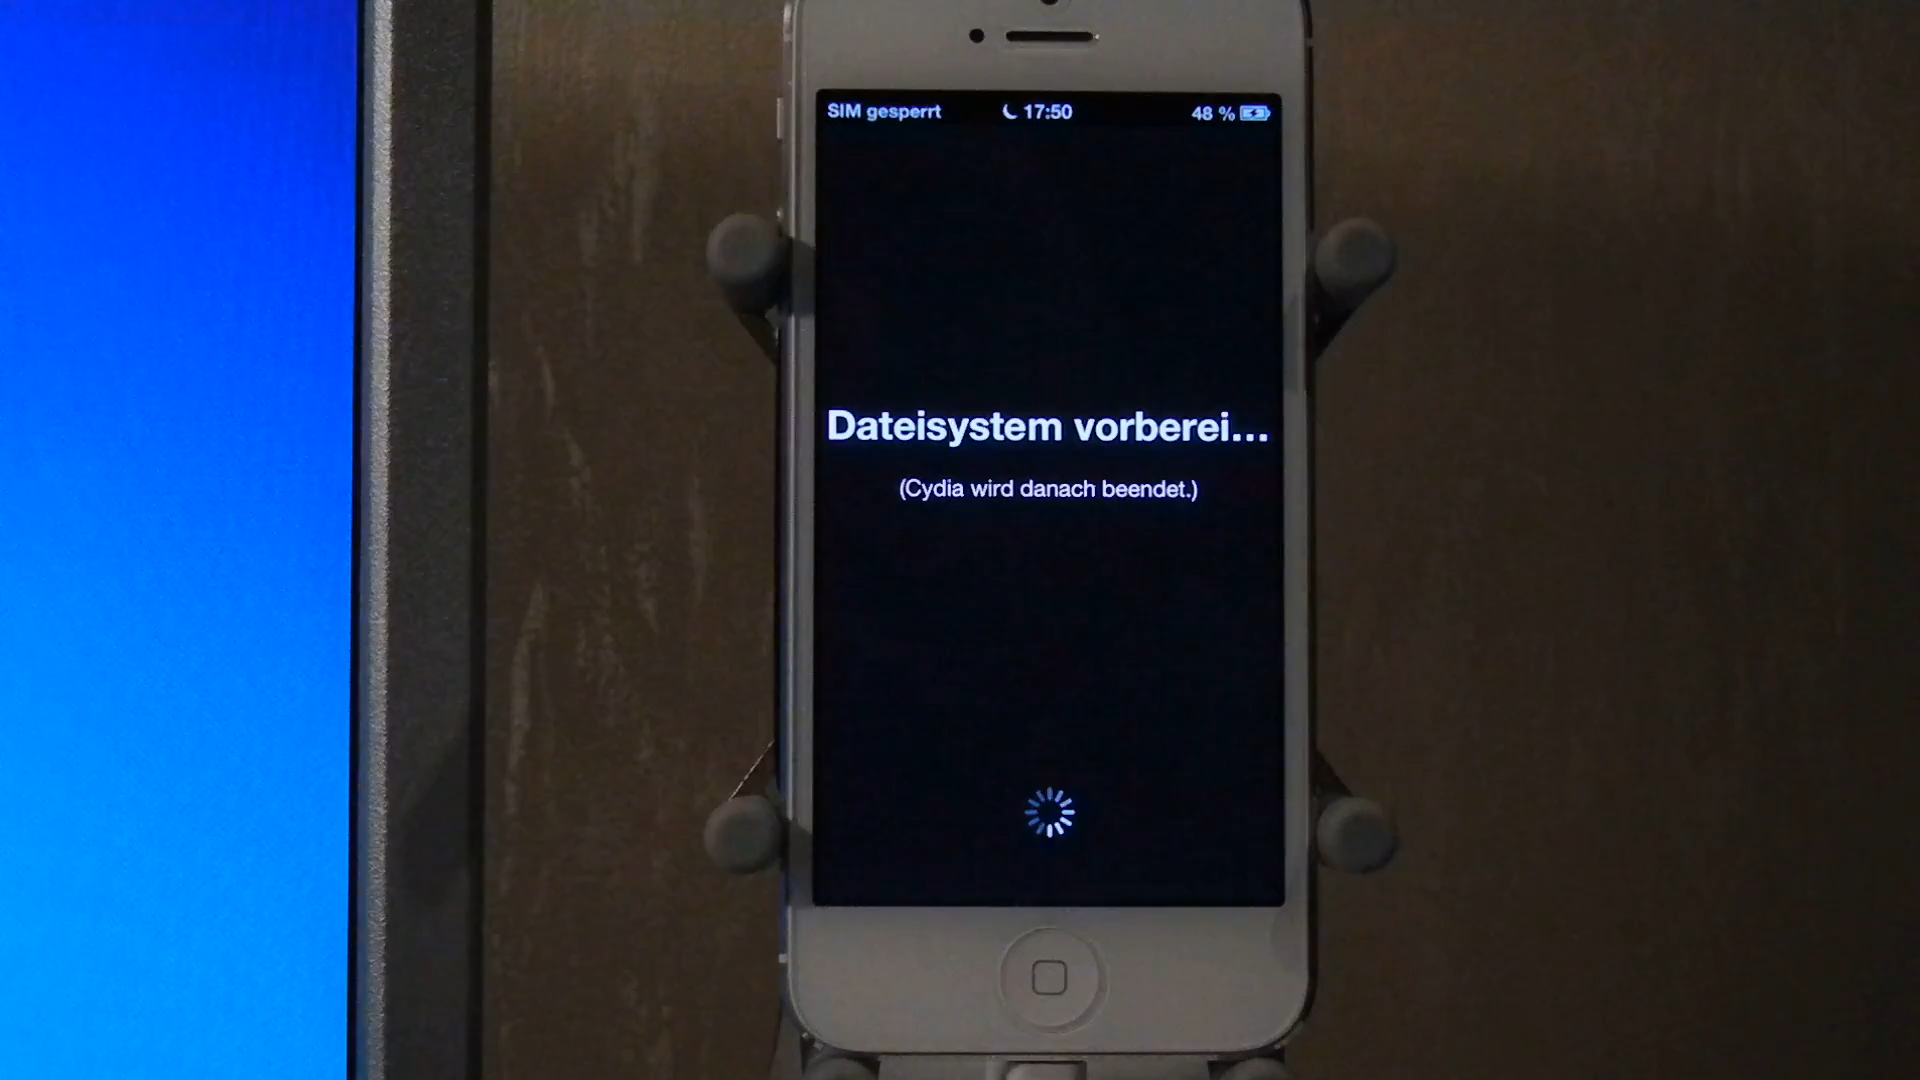 SIM gesperrt 17:50 48 %
Dateisystem vorberei...
(Cydia wird danach beendet.)